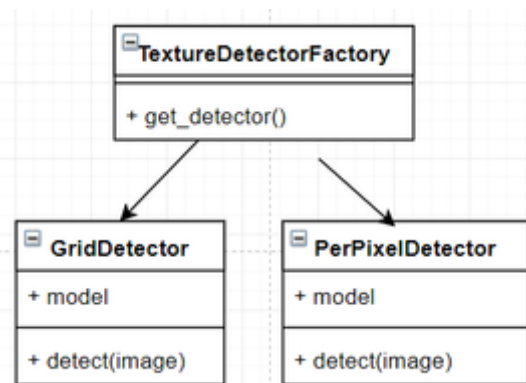 TextureDetectorFactory
+ get_detector()
GridDetector
+ model
+ detect(image)
PerPixelDetector
+ model
+ detect(image)